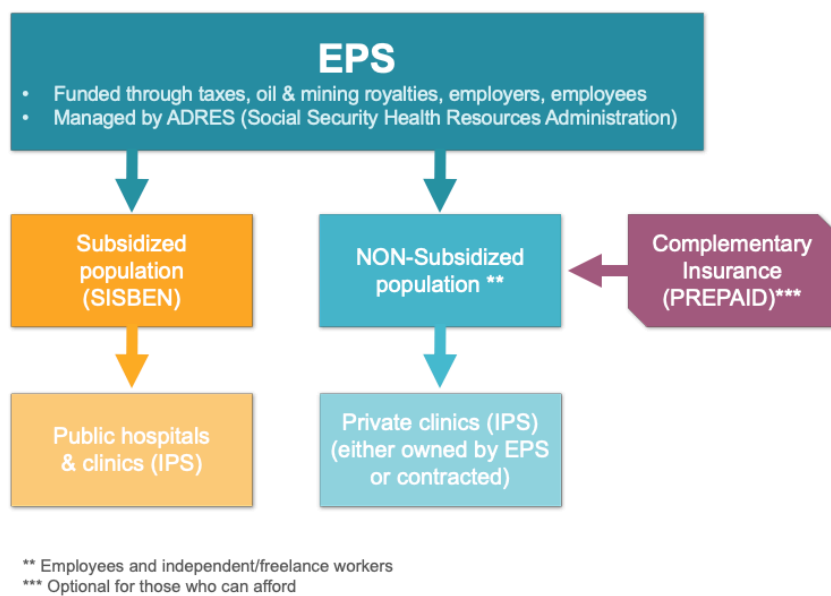 EPS
• Funded through taxes, oil & mining royalties, employers, employees
• Managed by ADRES (Social Security Health Resources Administration)
Subsidized
population
(SISBEN)
NON-Subsidized
population **
Complementary
Insurance
(PREPAID)***
Public hospitals
& clinics (IPS)
Private clinics (IPS)
(either owned by EPS
or contracted)
** Employees and independent/freelance workers
*** Optional for those who can afford